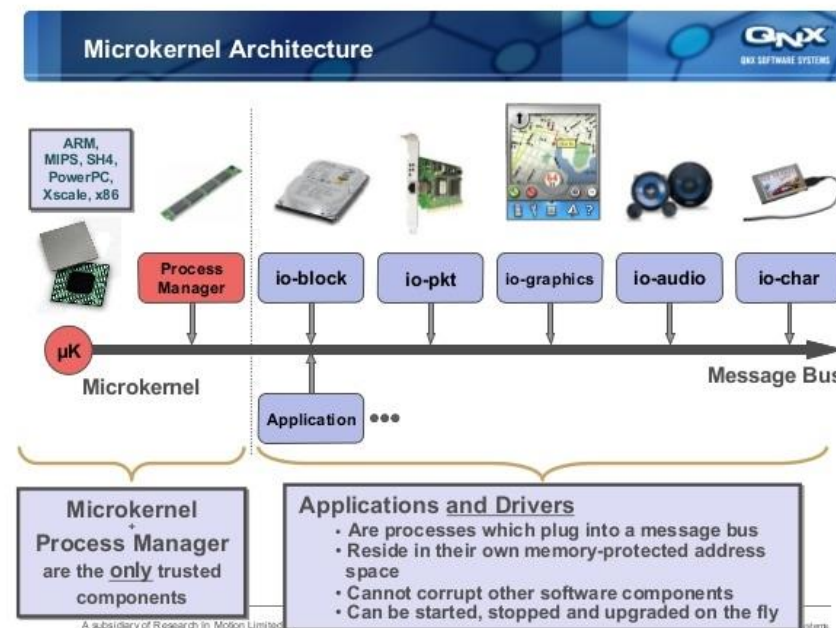 Microkernel Architecture
QNX
QNX SOFTWARE SYSTEMS
ARM,
MIPS, SH4,
PowerPC,
Xscale, x86
Process
Manager
io-block
io-pkt
io-graphics
io-audio
io-char
µK
Microkernel
Message Bus
Application
Microkernel
+
Process Manager
are the only trusted
components
Applications and Drivers
• Are processes which plug into a message bus
• Reside in their own memory-protected address
space
• Cannot corrupt other software components
• Can be started, stopped and upgraded on the fly
A subsidiary of Research In Motion Limited